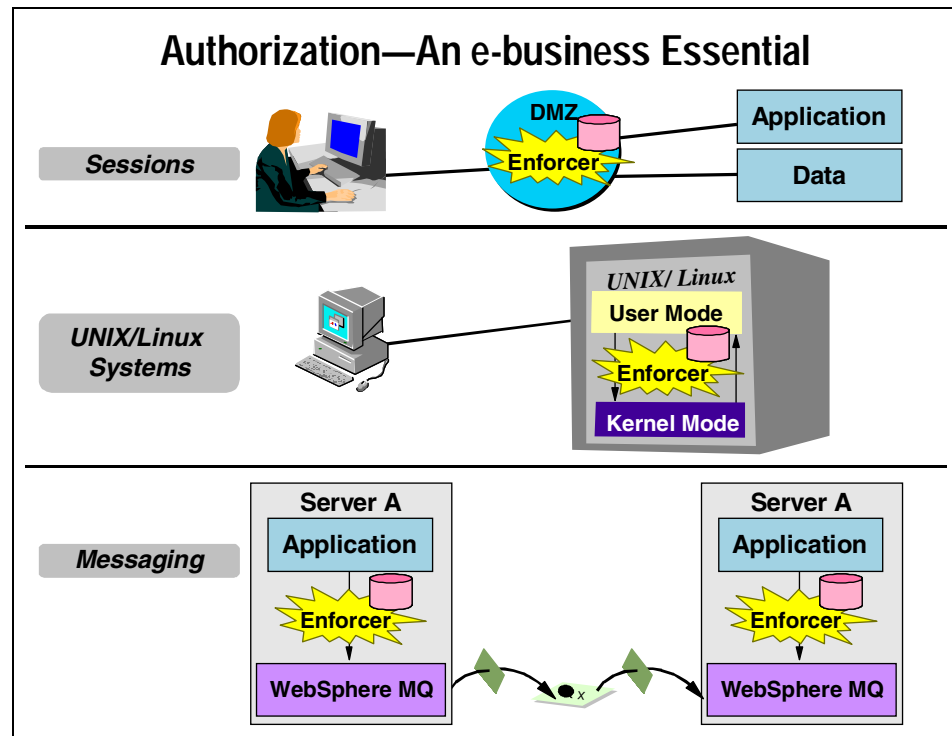 Authorization—An e-business Essential
Sessions
DMZ
Enforcer
Application
Data
UNIX/Linux
Systems
UNIX/ Linux
User Mode
Enforcer
Kernel Mode
Messaging
Server A
Application
Enforcer
WebSphere MQ
x
Server A
Application
Enforcer
WebSphere MQ